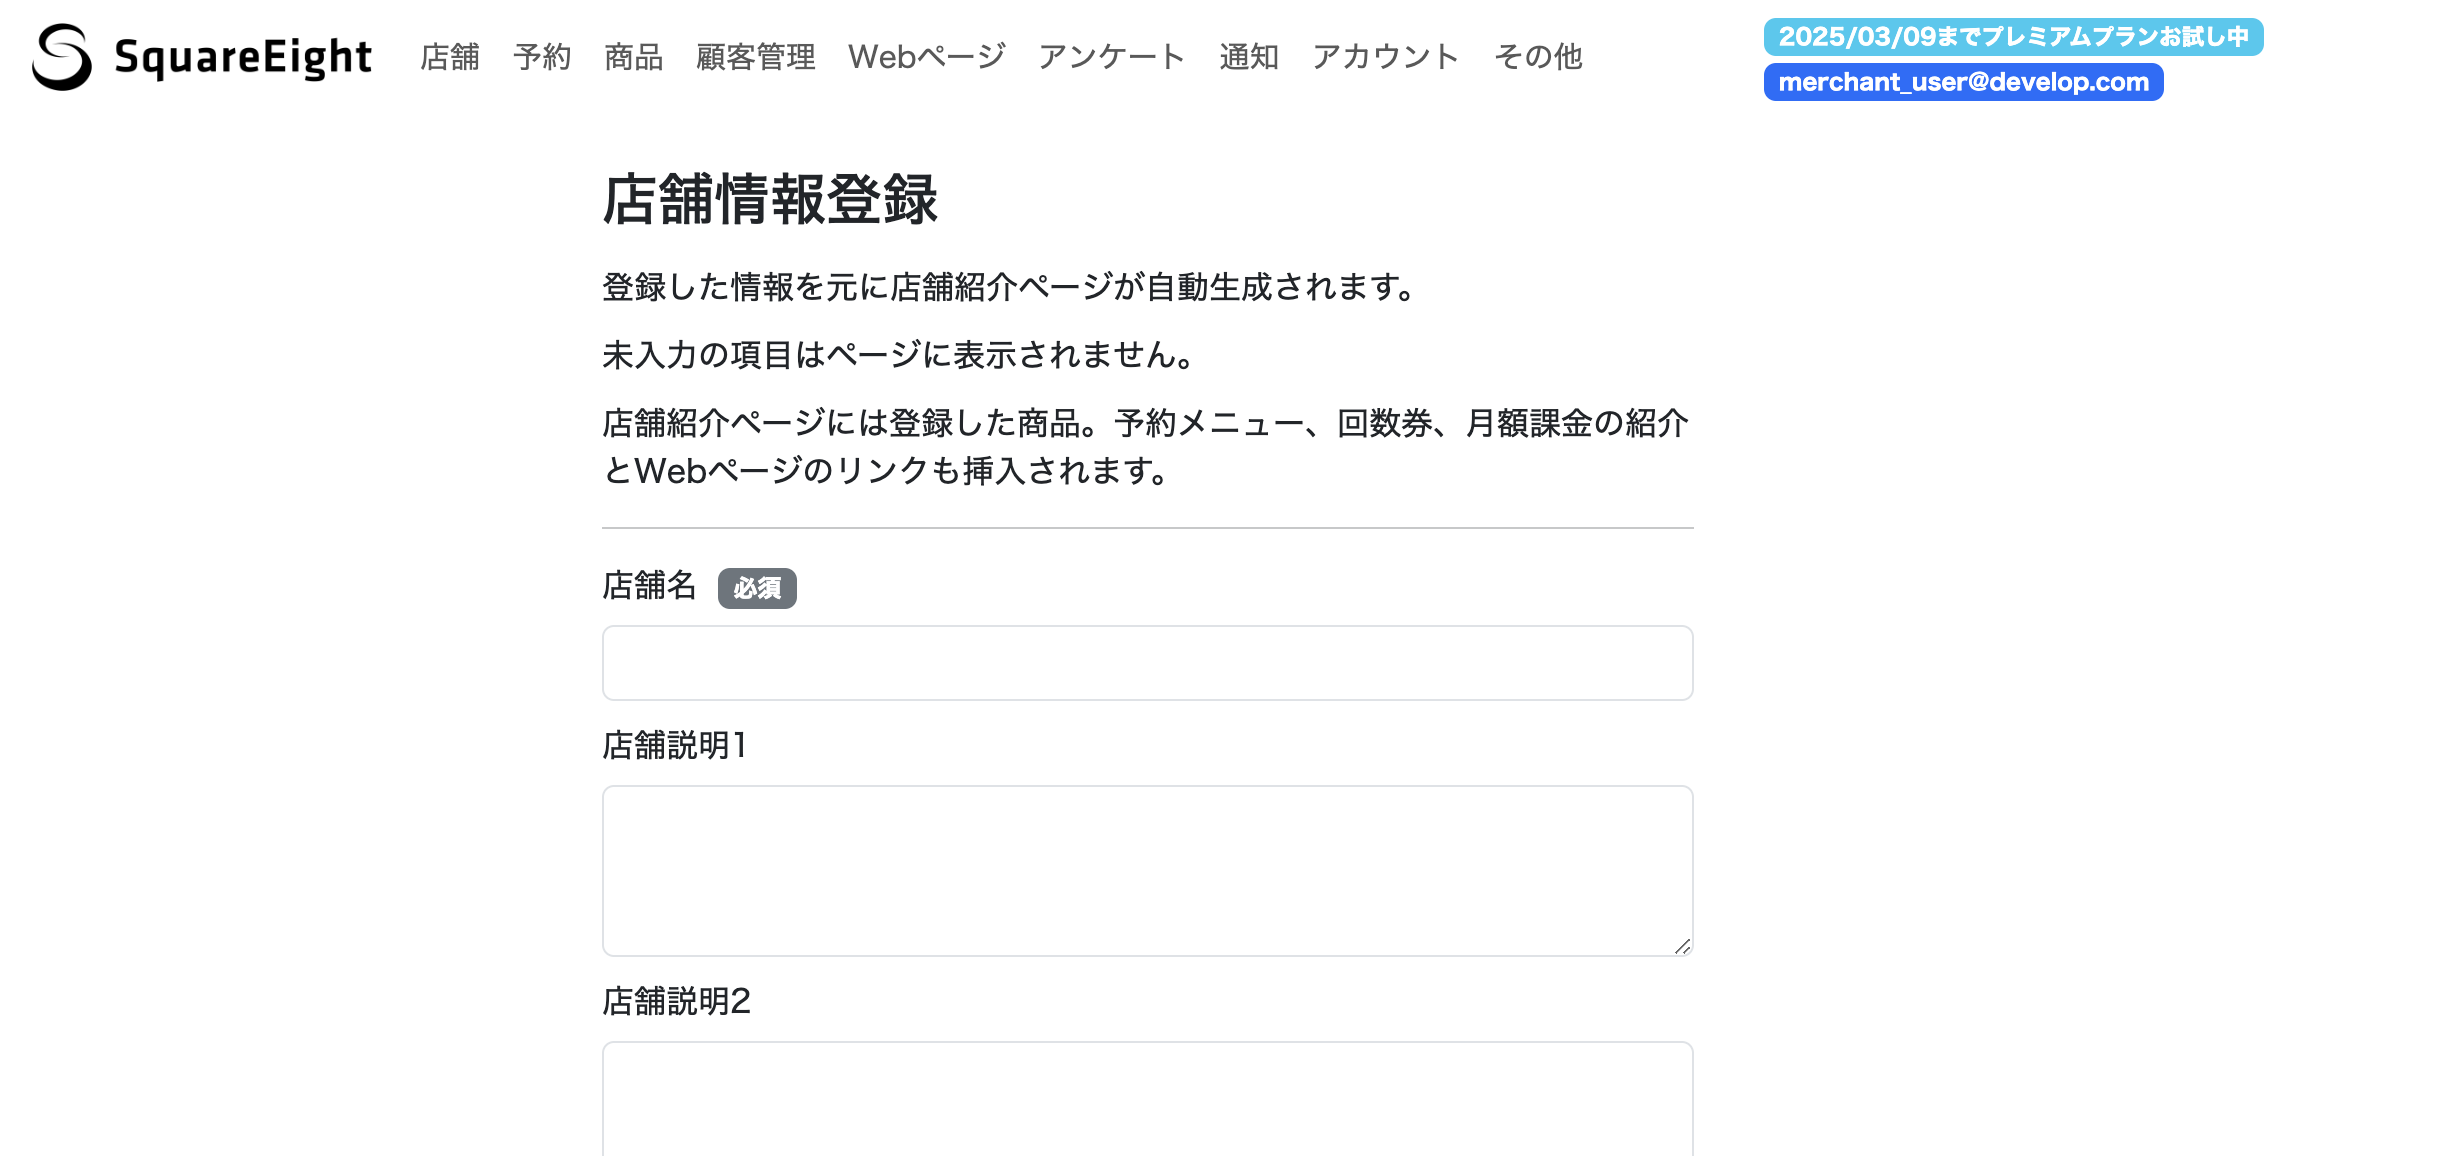 SquareEight
店舗 予約 商品 顧客管理 Webページ アンケート 通知 アカウント その他
2025/03/09までプレミアムプランお試し中
merchant_user@develop.com
店舗情報登録
登録した情報を元に店舗紹介ページが自動生成されます。
未入力の項目はページに表示されません。
店舗紹介ページには登録した商品。予約メニュー、回数券、月額課金の紹介
とWebページのリンクも挿入されます。
店舗名 必須
店舗説明1
店舗説明2